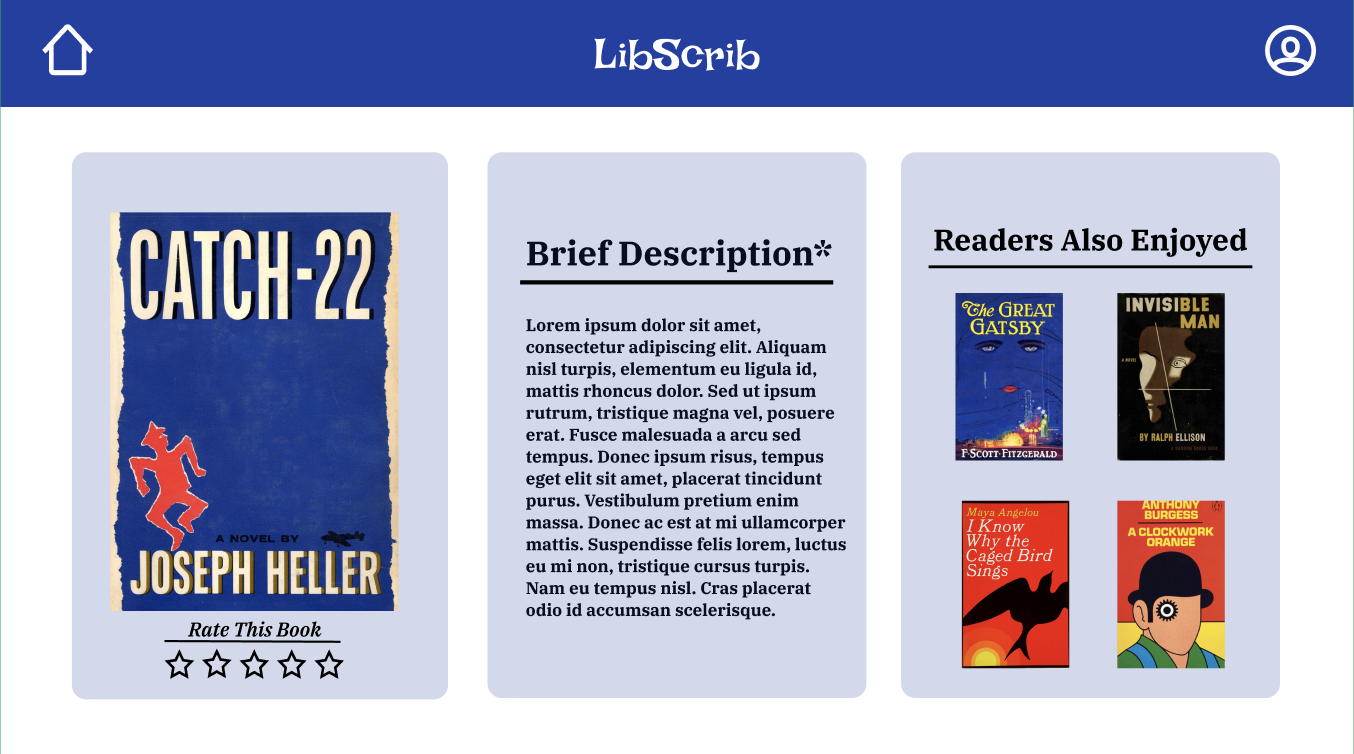 LibScrib
CATCH-22
A NOVEL BY
JOSEPH HELLER
Rate This Book
Brief Description*
Lorem ipsum dolor sit amet,
consectetur adipiscing elit. Aliquam
nisl turpis, elementum eu ligula id,
mattis rhoncus dolor. Sed ut ipsum
rutrum, tristique magna vel, posuere
erat. Fusce malesuada a arcu sed
tempus. Donec ipsum risus, tempus
eget elit sit amet, placerat tincidunt
purus. Vestibulum pretium enim
massa. Donec ac est at mi ullamcorper
mattis. Suspendisse felis lorem, luctus
eu mi non, tristique cursus turpis.
Nam eu tempus nisl. Cras placerat
odio id accumsan scelerisque.
Readers Also Enjoyed
The GREAT
GATSBY
F·SCOTT·FITZGERALD
INVISIBLE
MAN
A NOVEL
BY RALPH ELLISON
Maya Angelou
I Know
Why the
Caged Bird
Sings
ANTHONY
BURGESS
A CLOCKWORK
ORANGE